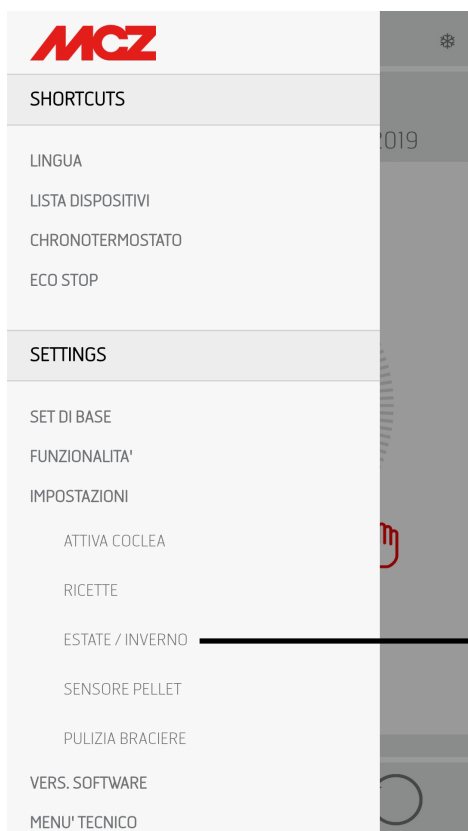 MCZ
SHORTCUTS
2019
LINGUA
LISTA DISPOSITIVI
CHRONOTERMOSTATO
ECO STOP
SETTINGS
SET DI BASE
FUNZIONALITA'
IMPOSTAZIONI
ATTIVA COCLEA
RICETTE
ESTATE / INVERNO
SENSORE PELLET
PULIZIA BRACIERE
VERS. SOFTWARE
MENU' TECNICO